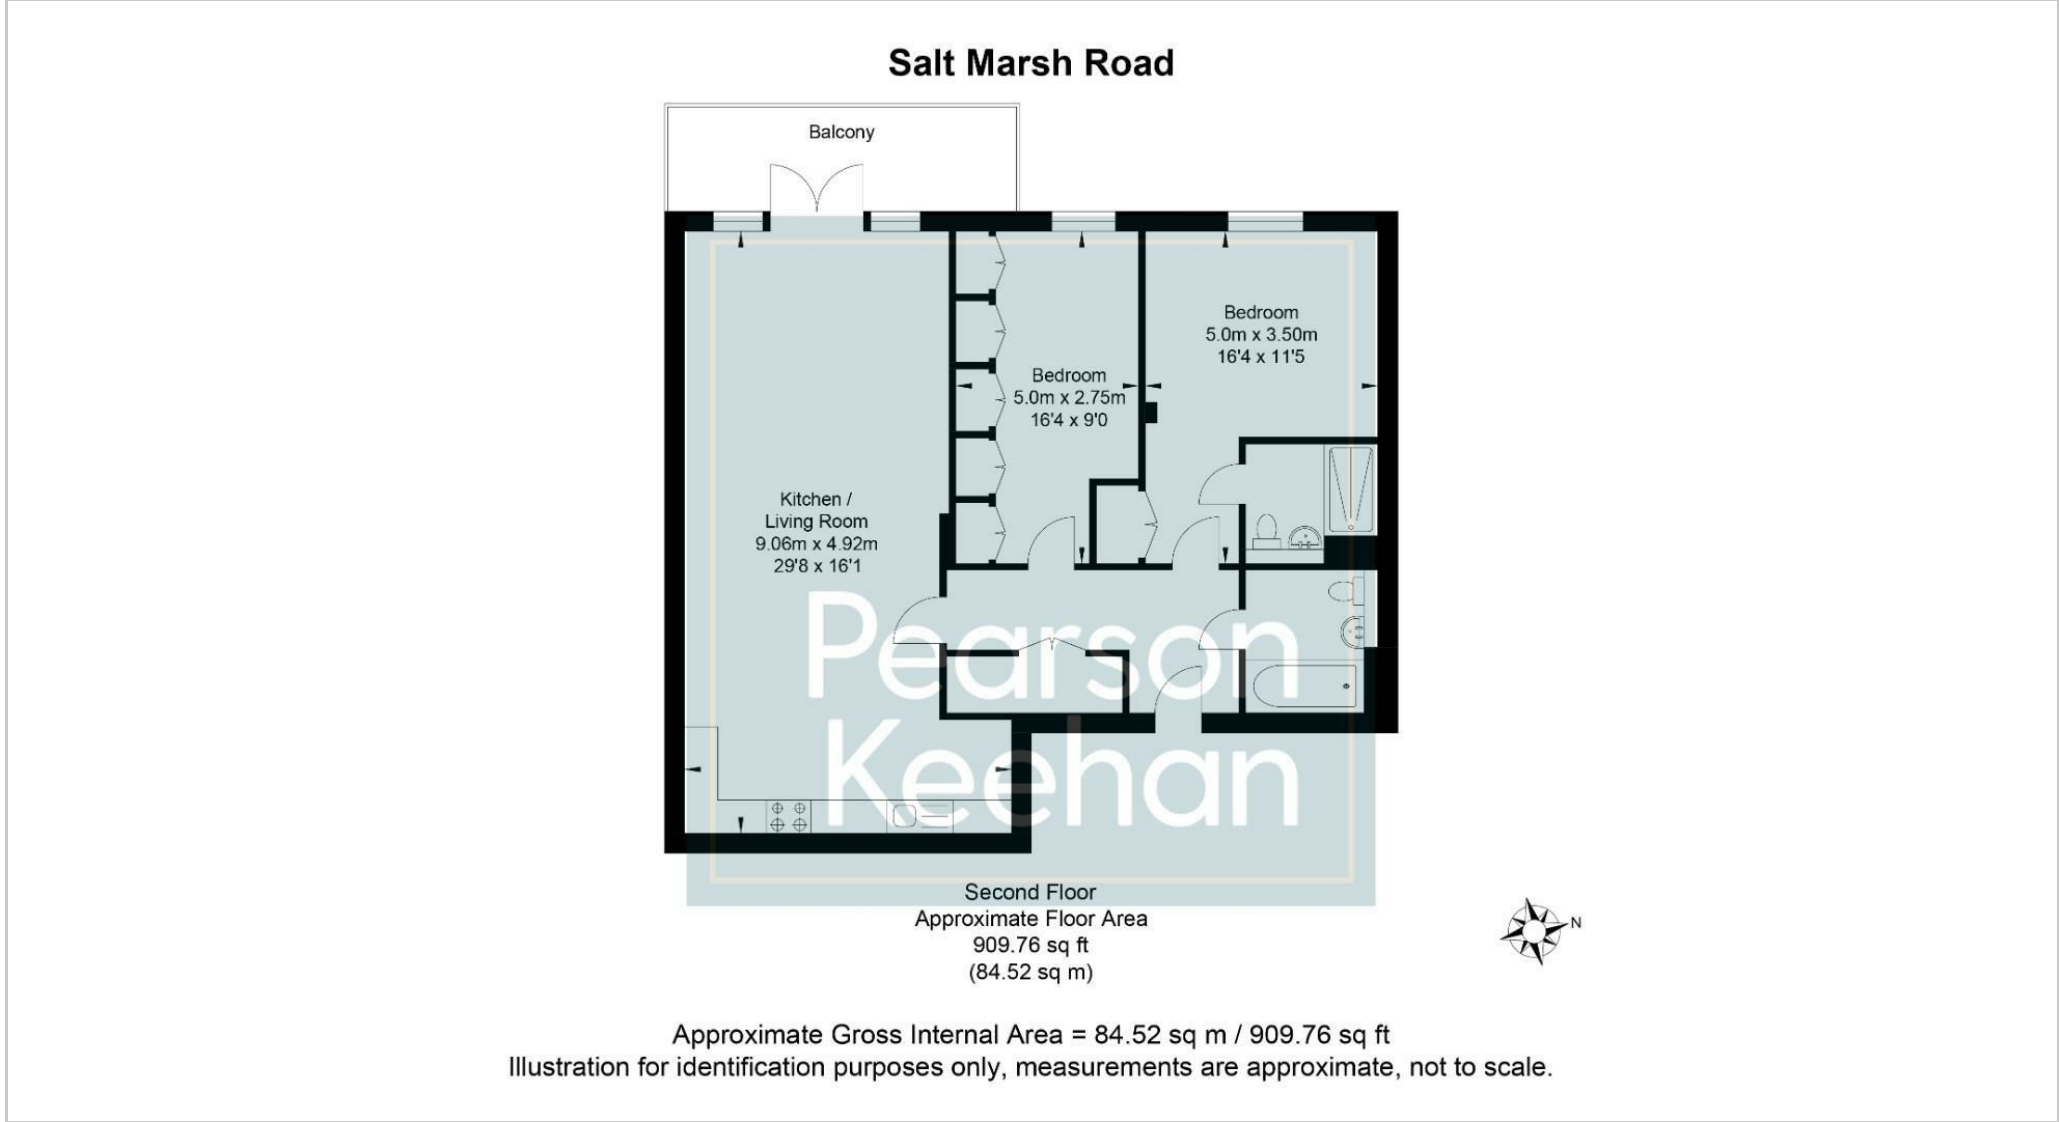 Salt Marsh Road
Balcony
Bedroom
5.0m x 3.50m
16'4 x 11'5
Bedroom
5.0m x 2.75m
16'4 x 9'0
Kitchen /
Living Room
9.06m x 4.92m
29'8 x 16'1
Pearson
Keehan
Second Floor
Approximate Floor Area
909.76 sq ft
(84.52 sq m)
N
Approximate Gross Internal Area = 84.52 sq m / 909.76 sq ft
Illustration for identification purposes only, measurements are approximate, not to scale.